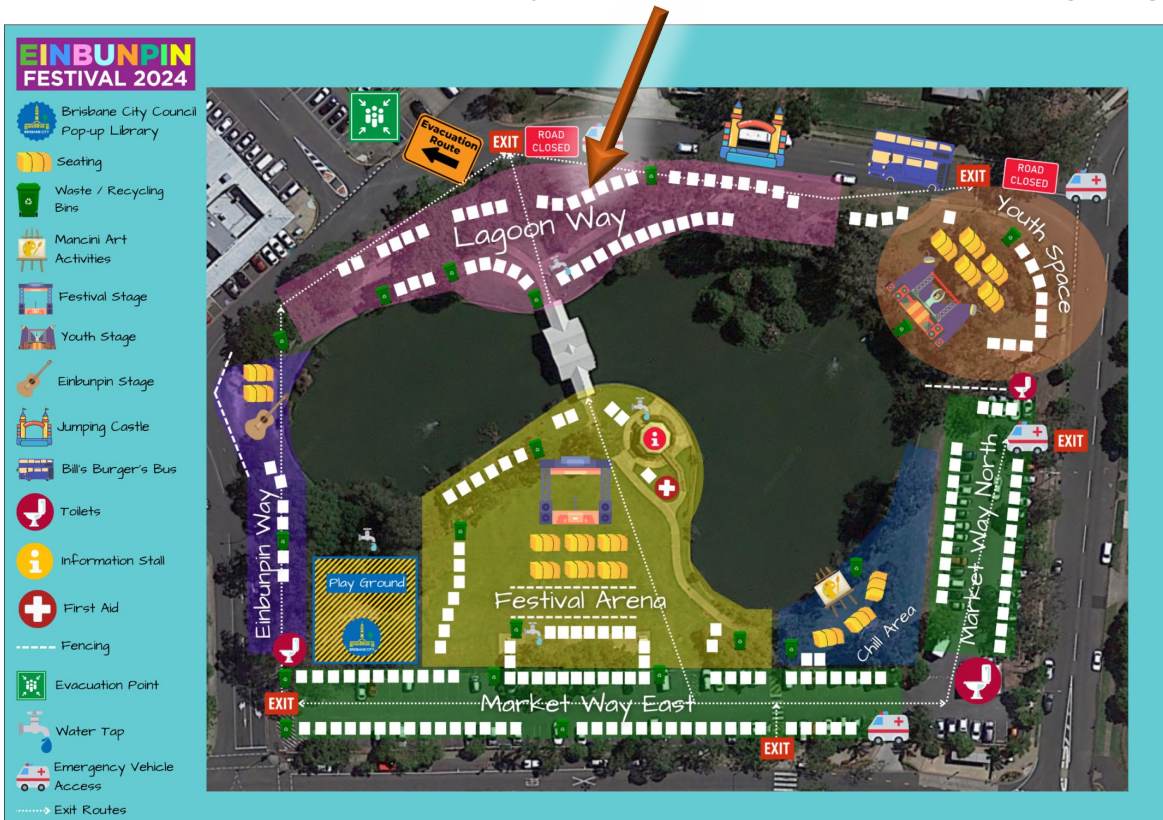 EINBUNPIN
FESTIVAL 2024
Brisbane City Council
Pop-up Library
Seating
Waste / Recycling
Bins
Mancini Art
Activities
Festival Stage
Youth Stage
Einbunpin Stage
Jumping Castle
Bill's Burger's Bus
Toilets
Information Stall
First Aid
Fencing
Evacuation Point
Water Tap
Emergency Vehicle
Access
Exit Routes
Evacuation
Route
EXIT
ROAD
CLOSED
EXIT
ROAD
CLOSED
Lagoon Way
Youth Space
EXIT
Einbunpin Way
Play Ground
Festival Arena
Chill Area
Market Way North
EXIT
Market Way East
EXIT